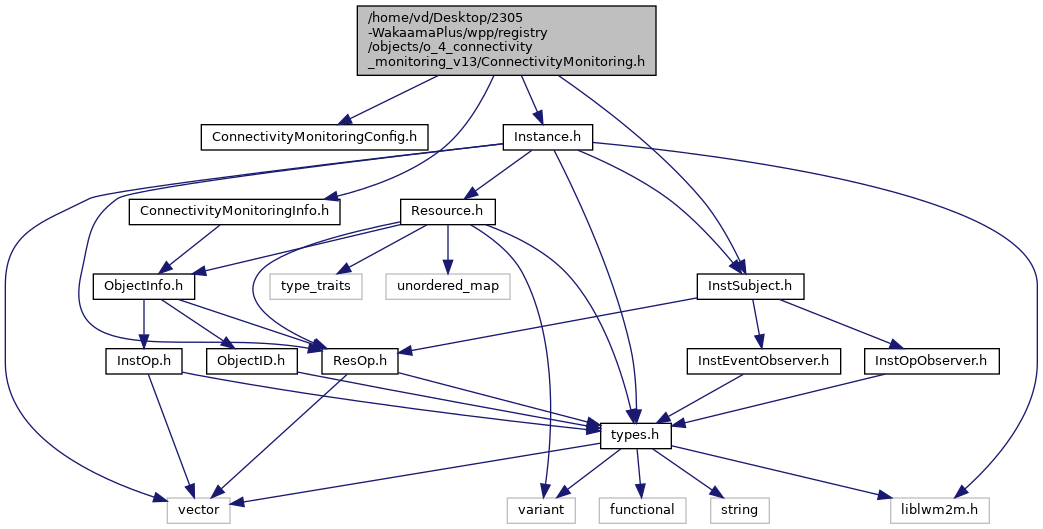 /home/vd/Desktop/2305
-WakaamaPlus/wpp/registry
/objects/o_4_connectivity
_monitoring_v13/ConnectivityMonitoring.h
ConnectivityMonitoringConfig.h
Instance.h
ConnectivityMonitoringInfo.h
Resource.h
ObjectInfo.h
type_traits
unordered_map
InstSubject.h
InstOp.h
ObjectID.h
ResOp.h
InstEventObserver.h
InstOpObserver.h
types.h
vector
variant
functional
string
liblwm2m.h